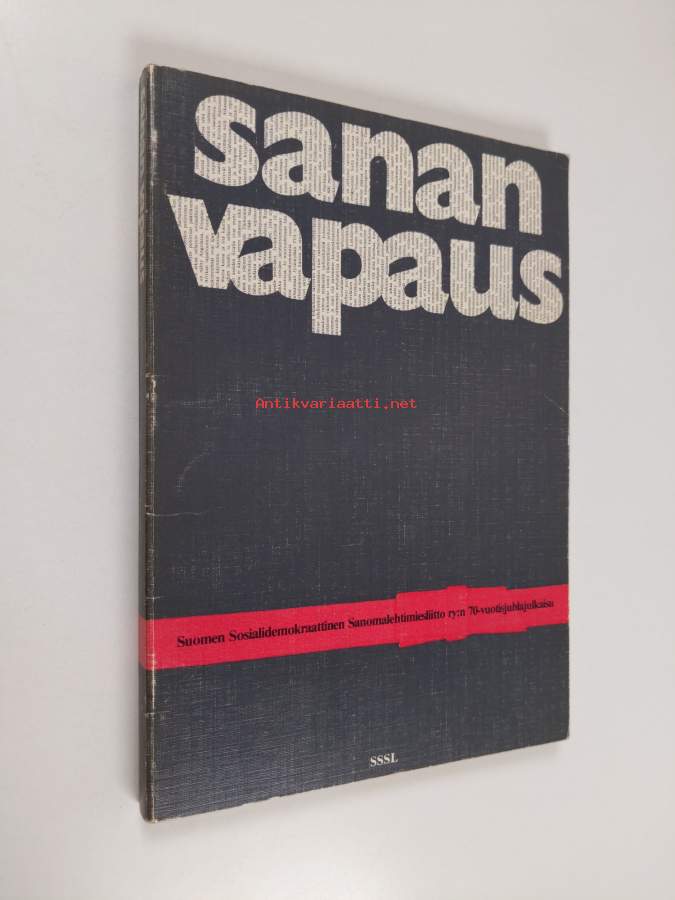 sanan
vapaus
Antikvariaatti.net
Suomen Sosialidemokraattinen Sanomalehtimiesliitto ry:n 70-vuotisjuhlajulkaisu
SSSL